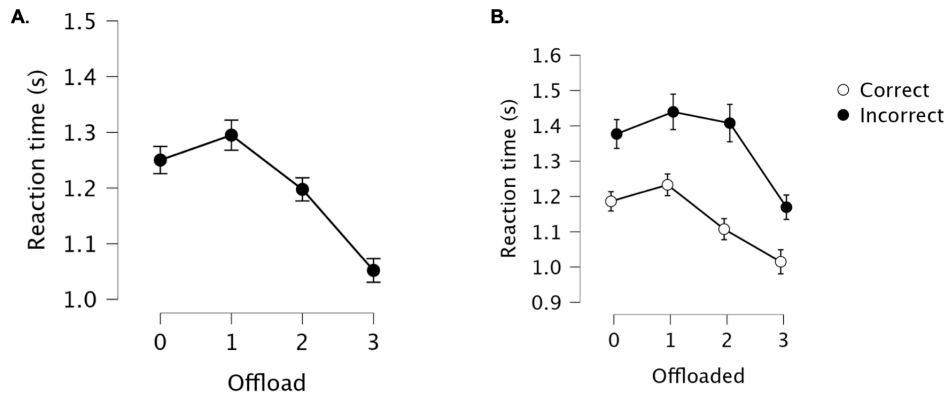 A.
1.5
1.4
1.3
1.2
1.1
1.0
Reaction time (s)
0 1 2 3
Offload
B.
1.6
1.5
1.4
1.3
1.2
1.1
1.0
0.9
Reaction time (s)
0 1 2 3
Offloaded
Correct
Incorrect